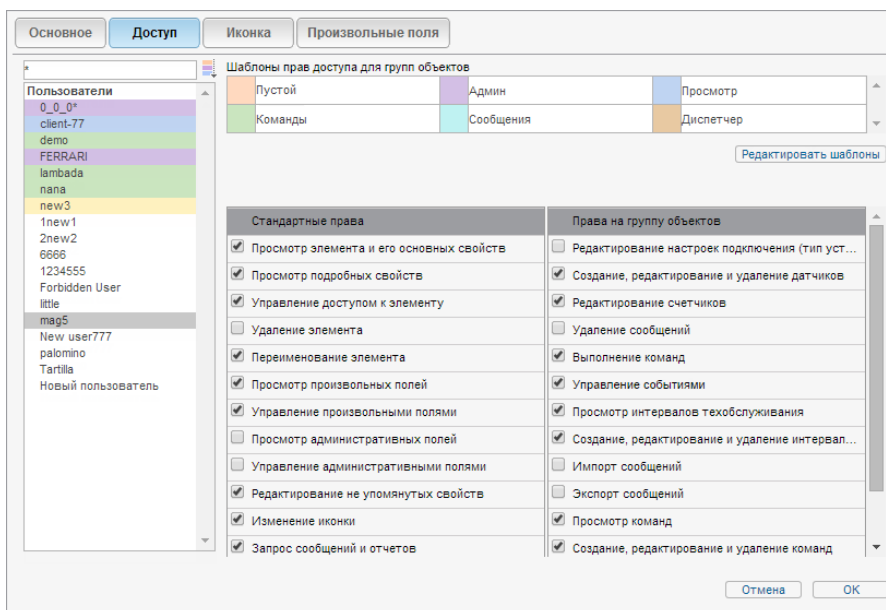 Основное Доступ Иконка Произвольные поля
*
Шаблоны прав доступа для групп объектов
Пустой Админ Просмотр
Команды Сообщения Диспетчер
Редактировать шаблоны
Пользователи
0_0_0*
client-77
demo
FERRARI
lambada
nana
new3
1new1
2new2
6666
1234555
Forbidden User
little
mag5
New user777
palomino
Tartilla
Новый пользователь
Стандартные права
Просмотр элемента и его основных свойств
Просмотр подробных свойств
Управление доступом к элементу
Удаление элемента
Переименование элемента
Просмотр произвольных полей
Управление произвольными полями
Просмотр административных полей
Управление административными полями
Редактирование не упомянутых свойств
Изменение иконки
Запрос сообщений и отчетов
Права на группу объектов
Редактирование настроек подключения (тип уст...
Создание, редактирование и удаление датчиков
Редактирование счетчиков
Удаление сообщений
Выполнение команд
Управление событиями
Просмотр интервалов техобслуживания
Создание, редактирование и удаление интервал...
Импорт сообщений
Экспорт сообщений
Просмотр команд
Создание, редактирование и удаление команд
Отмена OK